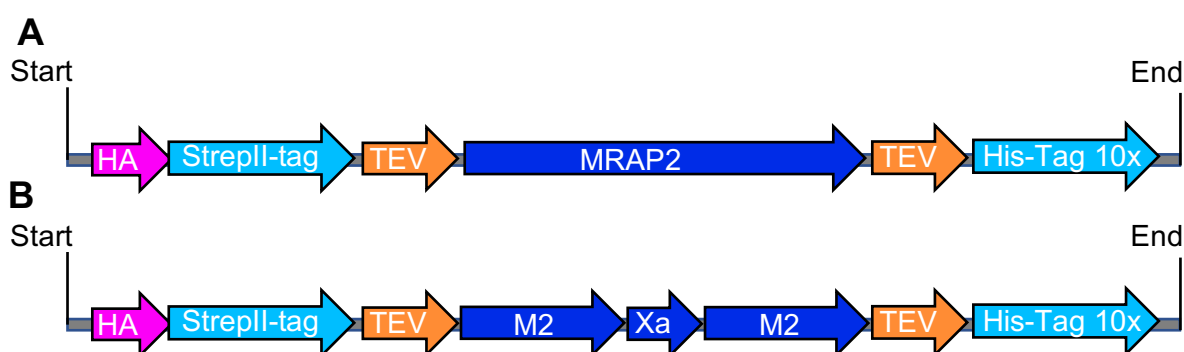 A
Start End
HA StrepII-tag TEV MRAP2 TEV His-Tag 10x
B
Start End
HA StrepII-tag TEV M2 Xa M2 TEV His-Tag 10x